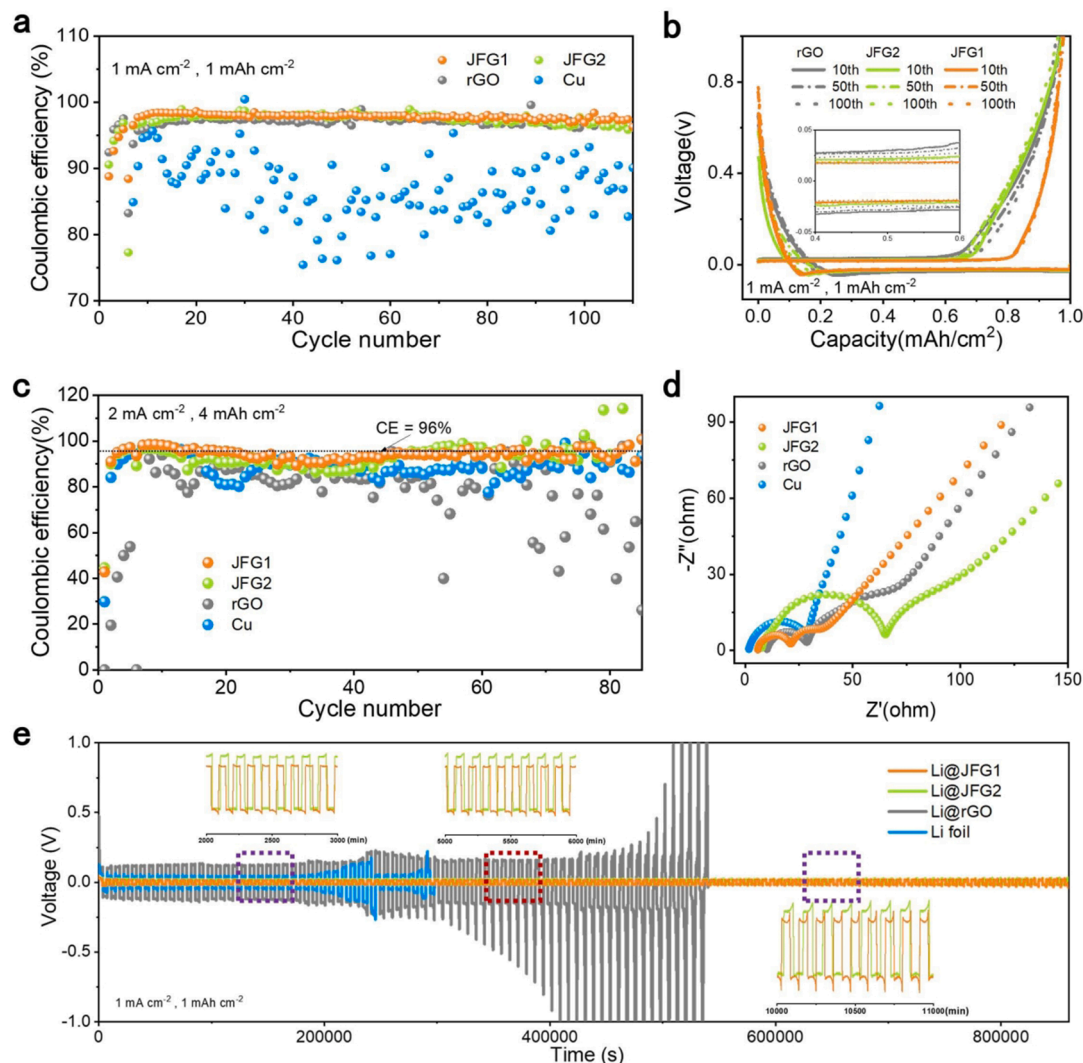 a
110
100
90
80
70
Coulombic efficiency (%)
1 mA cm⁻² , 1 mAh cm⁻²
JFG1
JFG2
rGO
Cu
0
20
40
60
80
100
Cycle number
b
0.8
0.4
0.0
Voltage(v)
rGO JFG2 JFG1
10th 10th 10th
50th 50th 50th
100th 100th 100th
0.05
0.00
-0.05
0.4 0.5 0.6
1 mA cm⁻² , 1 mAh cm⁻²
0.0 0.2 0.4 0.6 0.8 1.0
Capacity(mAh/cm²)
c
120
100
80
60
40
20
0
Coulombic efficiency(%)
2 mA cm⁻² , 4 mAh cm⁻²
CE = 96%
JFG1
JFG2
rGO
Cu
0 20 40 60 80
Cycle number
d
90
60
30
0
-Z''(ohm)
JFG1
JFG2
rGO
Cu
0 50 100 150
Z'(ohm)
e
1.0
0.5
0.0
-0.5
-1.0
Voltage (V)
2000 2500 3000 (min)
5000 5500 6000 (min)
Li@JFG1
Li@JFG2
Li@rGO
Li foil
10000 10500 11000 (min)
1 mA cm⁻² , 1 mAh cm⁻²
0 200000 400000 600000 800000
Time (s)